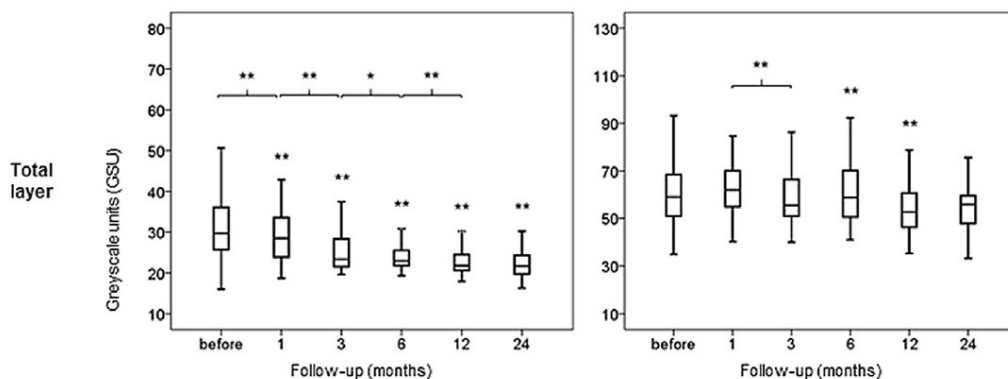 80
70
60
50
40
30
20
10
Greyscale units (GSU)
Total
layer
** ** * **
** ** ** ** **
before 1 3 6 12 24
Follow-up (months)
130
110
90
70
50
30
10
**
** **
before 1 3 6 12 24
Follow-up (months)